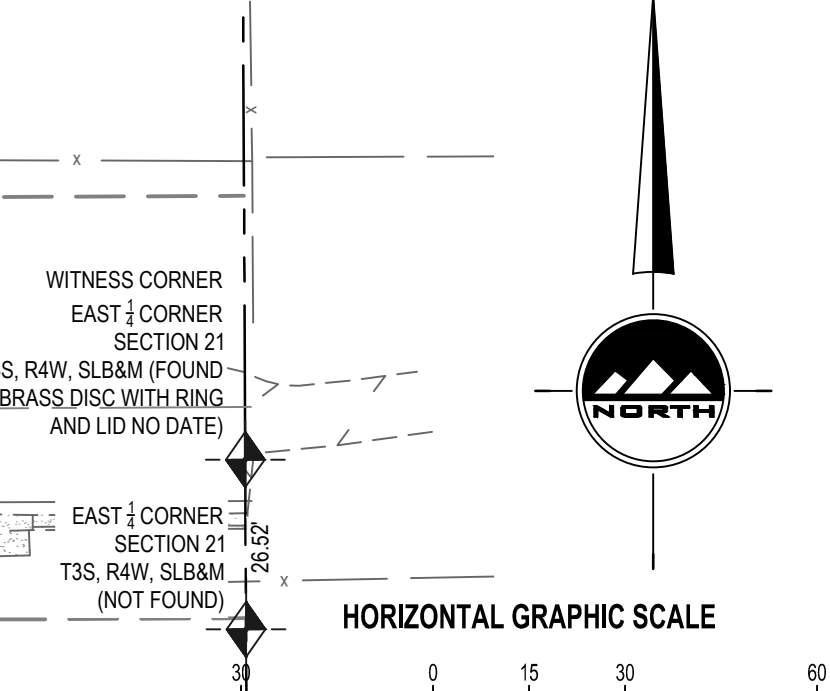 WITNESS CORNER
EAST 1/4 CORNER
SECTION 21
S, R4W, SLB&M (FOUND
BRASS DISC WITH RING
AND LID NO DATE)
NORTH
EAST 1/4 CORNER
SECTION 21
T3S, R4W, SLB&M
(NOT FOUND)
26.52'
x
x
x
HORIZONTAL GRAPHIC SCALE
30 0 15 30 60